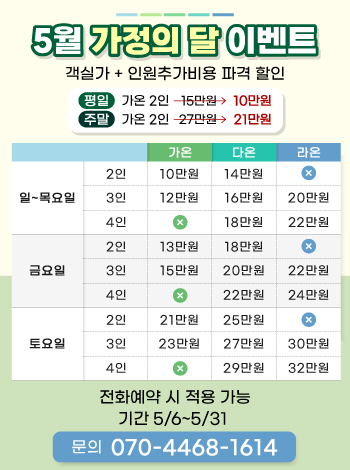 5월 가정의 달 이벤트
객실가 + 인원추가비용 파격 할인
평일 가온 2인 15만원→ 10만원
주말 가온 2인 27만원→ 21만원
가온 다온 라온
일~목요일
2인 10만원 14만원 ×
3인 12만원 16만원 20만원
4인 × 18만원 22만원
금요일
2인 13만원 18만원 ×
3인 15만원 20만원 22만원
4인 × 22만원 24만원
토요일
2인 21만원 25만원 ×
3인 23만원 27만원 30만원
4인 × 29만원 32만원
전화예약 시 적용 가능
기간 5/6~5/31
문의 070-4468-1614